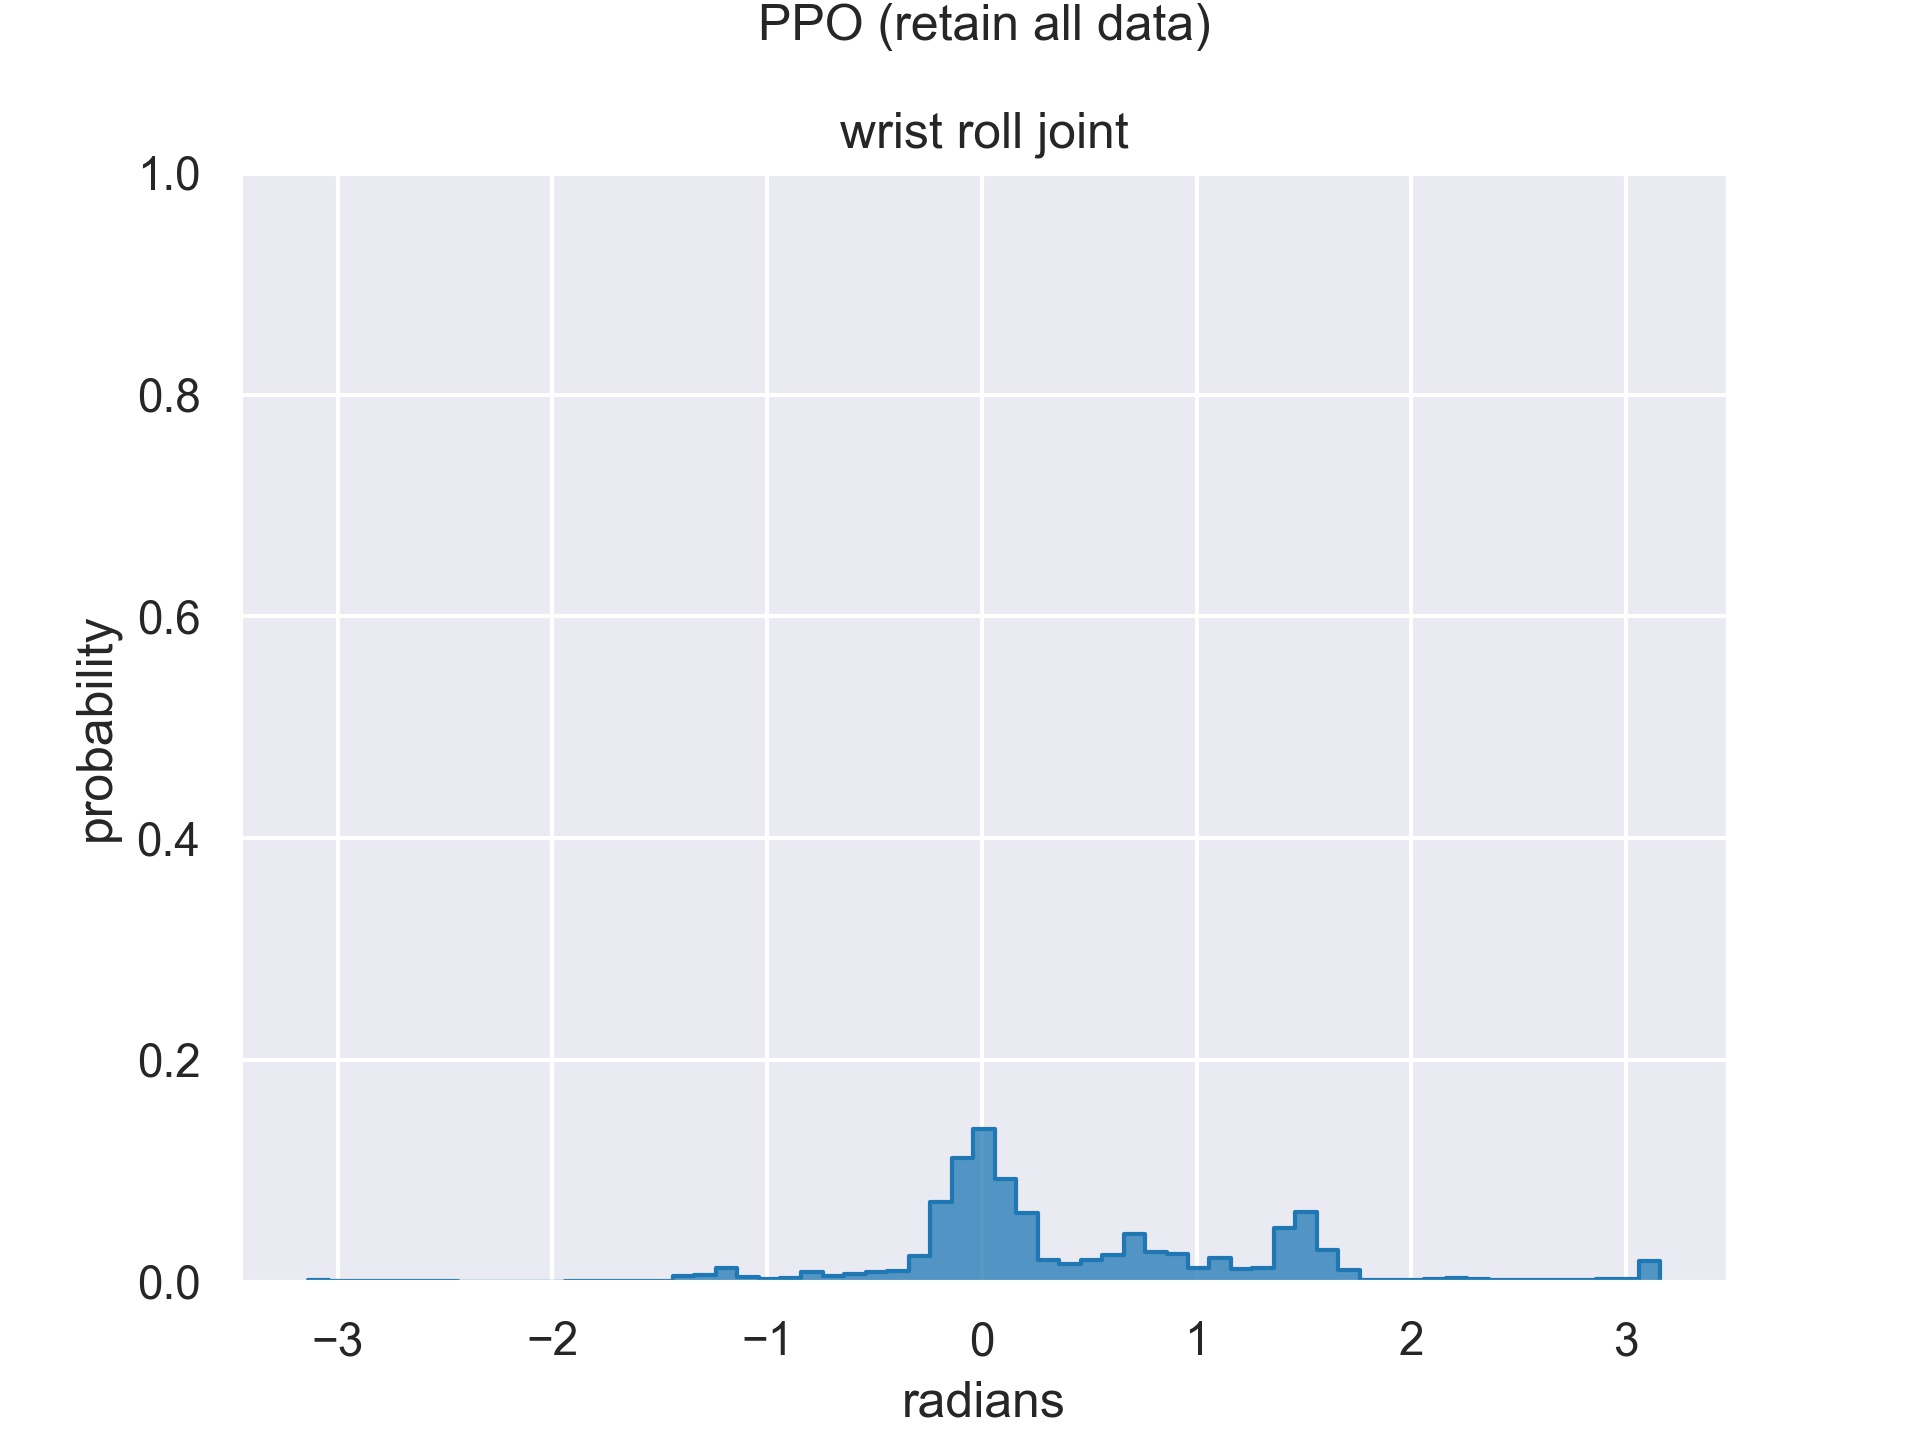 PPO (retain all data)
wrist roll joint
1.0
0.8
0.6
0.4
0.2
0.0
probability
−3 −2 −1 0 1 2 3
radians